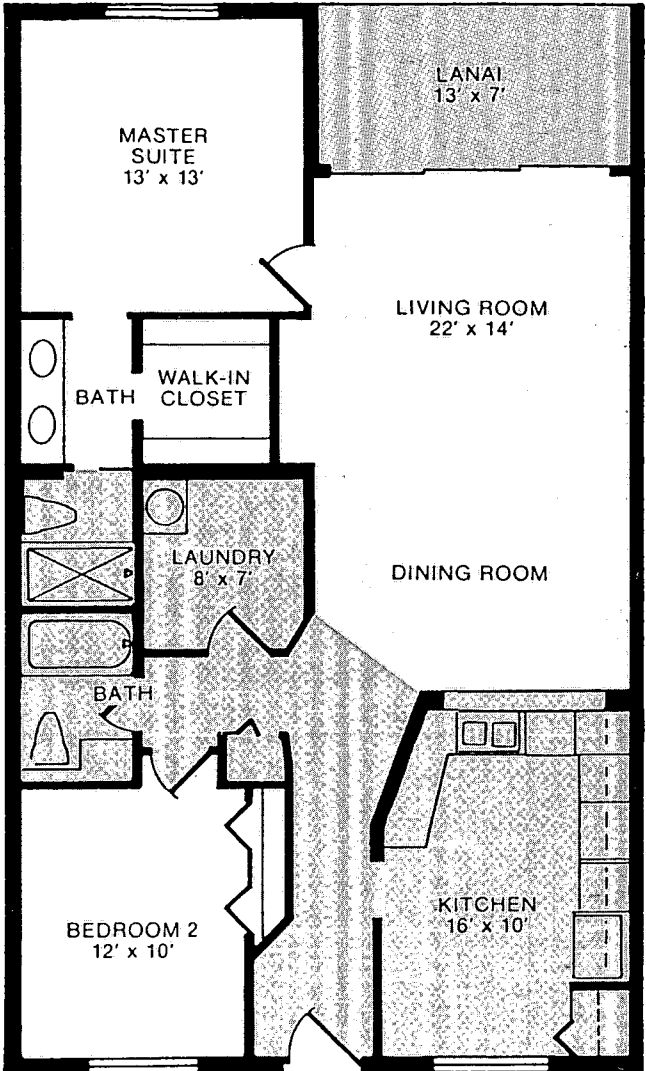 LANAI
13' x 7'
MASTER
SUITE
13' x 13'
LIVING ROOM
22' x 14'
BATH
WALK-IN
CLOSET
LAUNDRY
8' x 7'
DINING ROOM
BATH
KITCHEN
16' x 10'
BEDROOM 2
12' x 10'